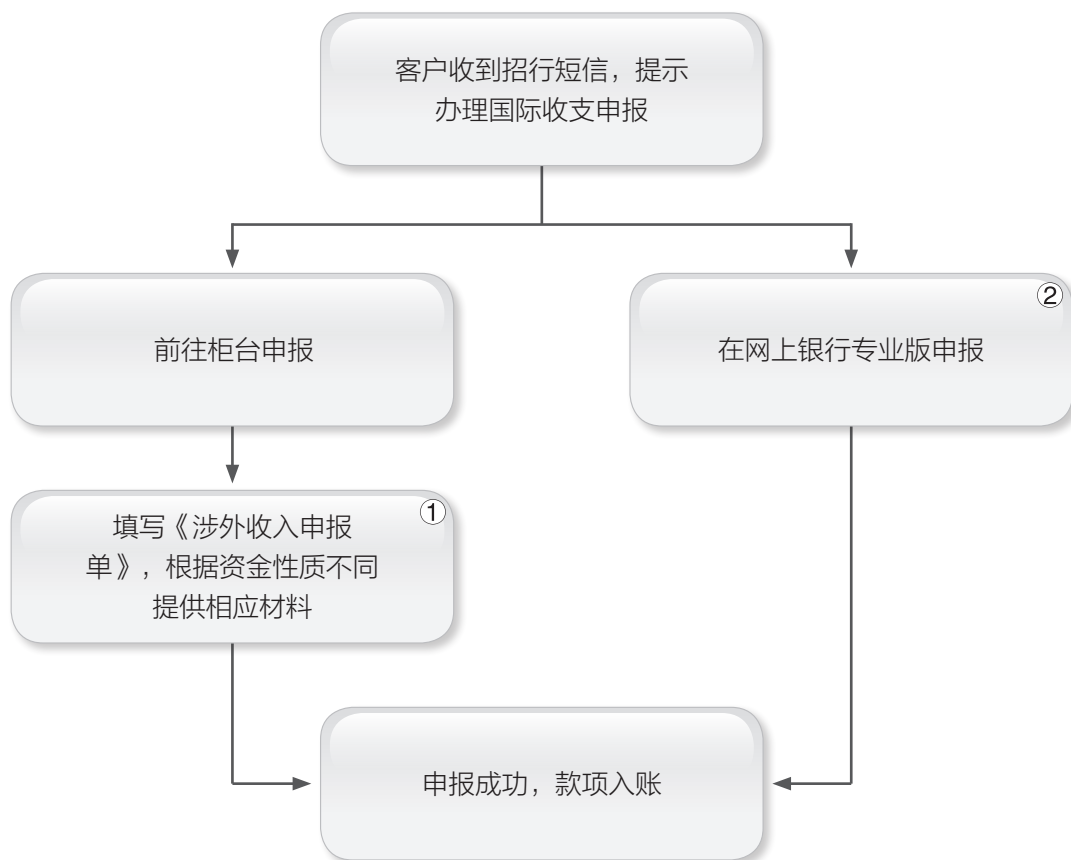 客户收到招行短信，提示
办理国际收支申报
前往柜台申报
②
在网上银行专业版申报
①
填写《涉外收入申报
单》，根据资金性质不同
提供相应材料
申报成功，款项入账